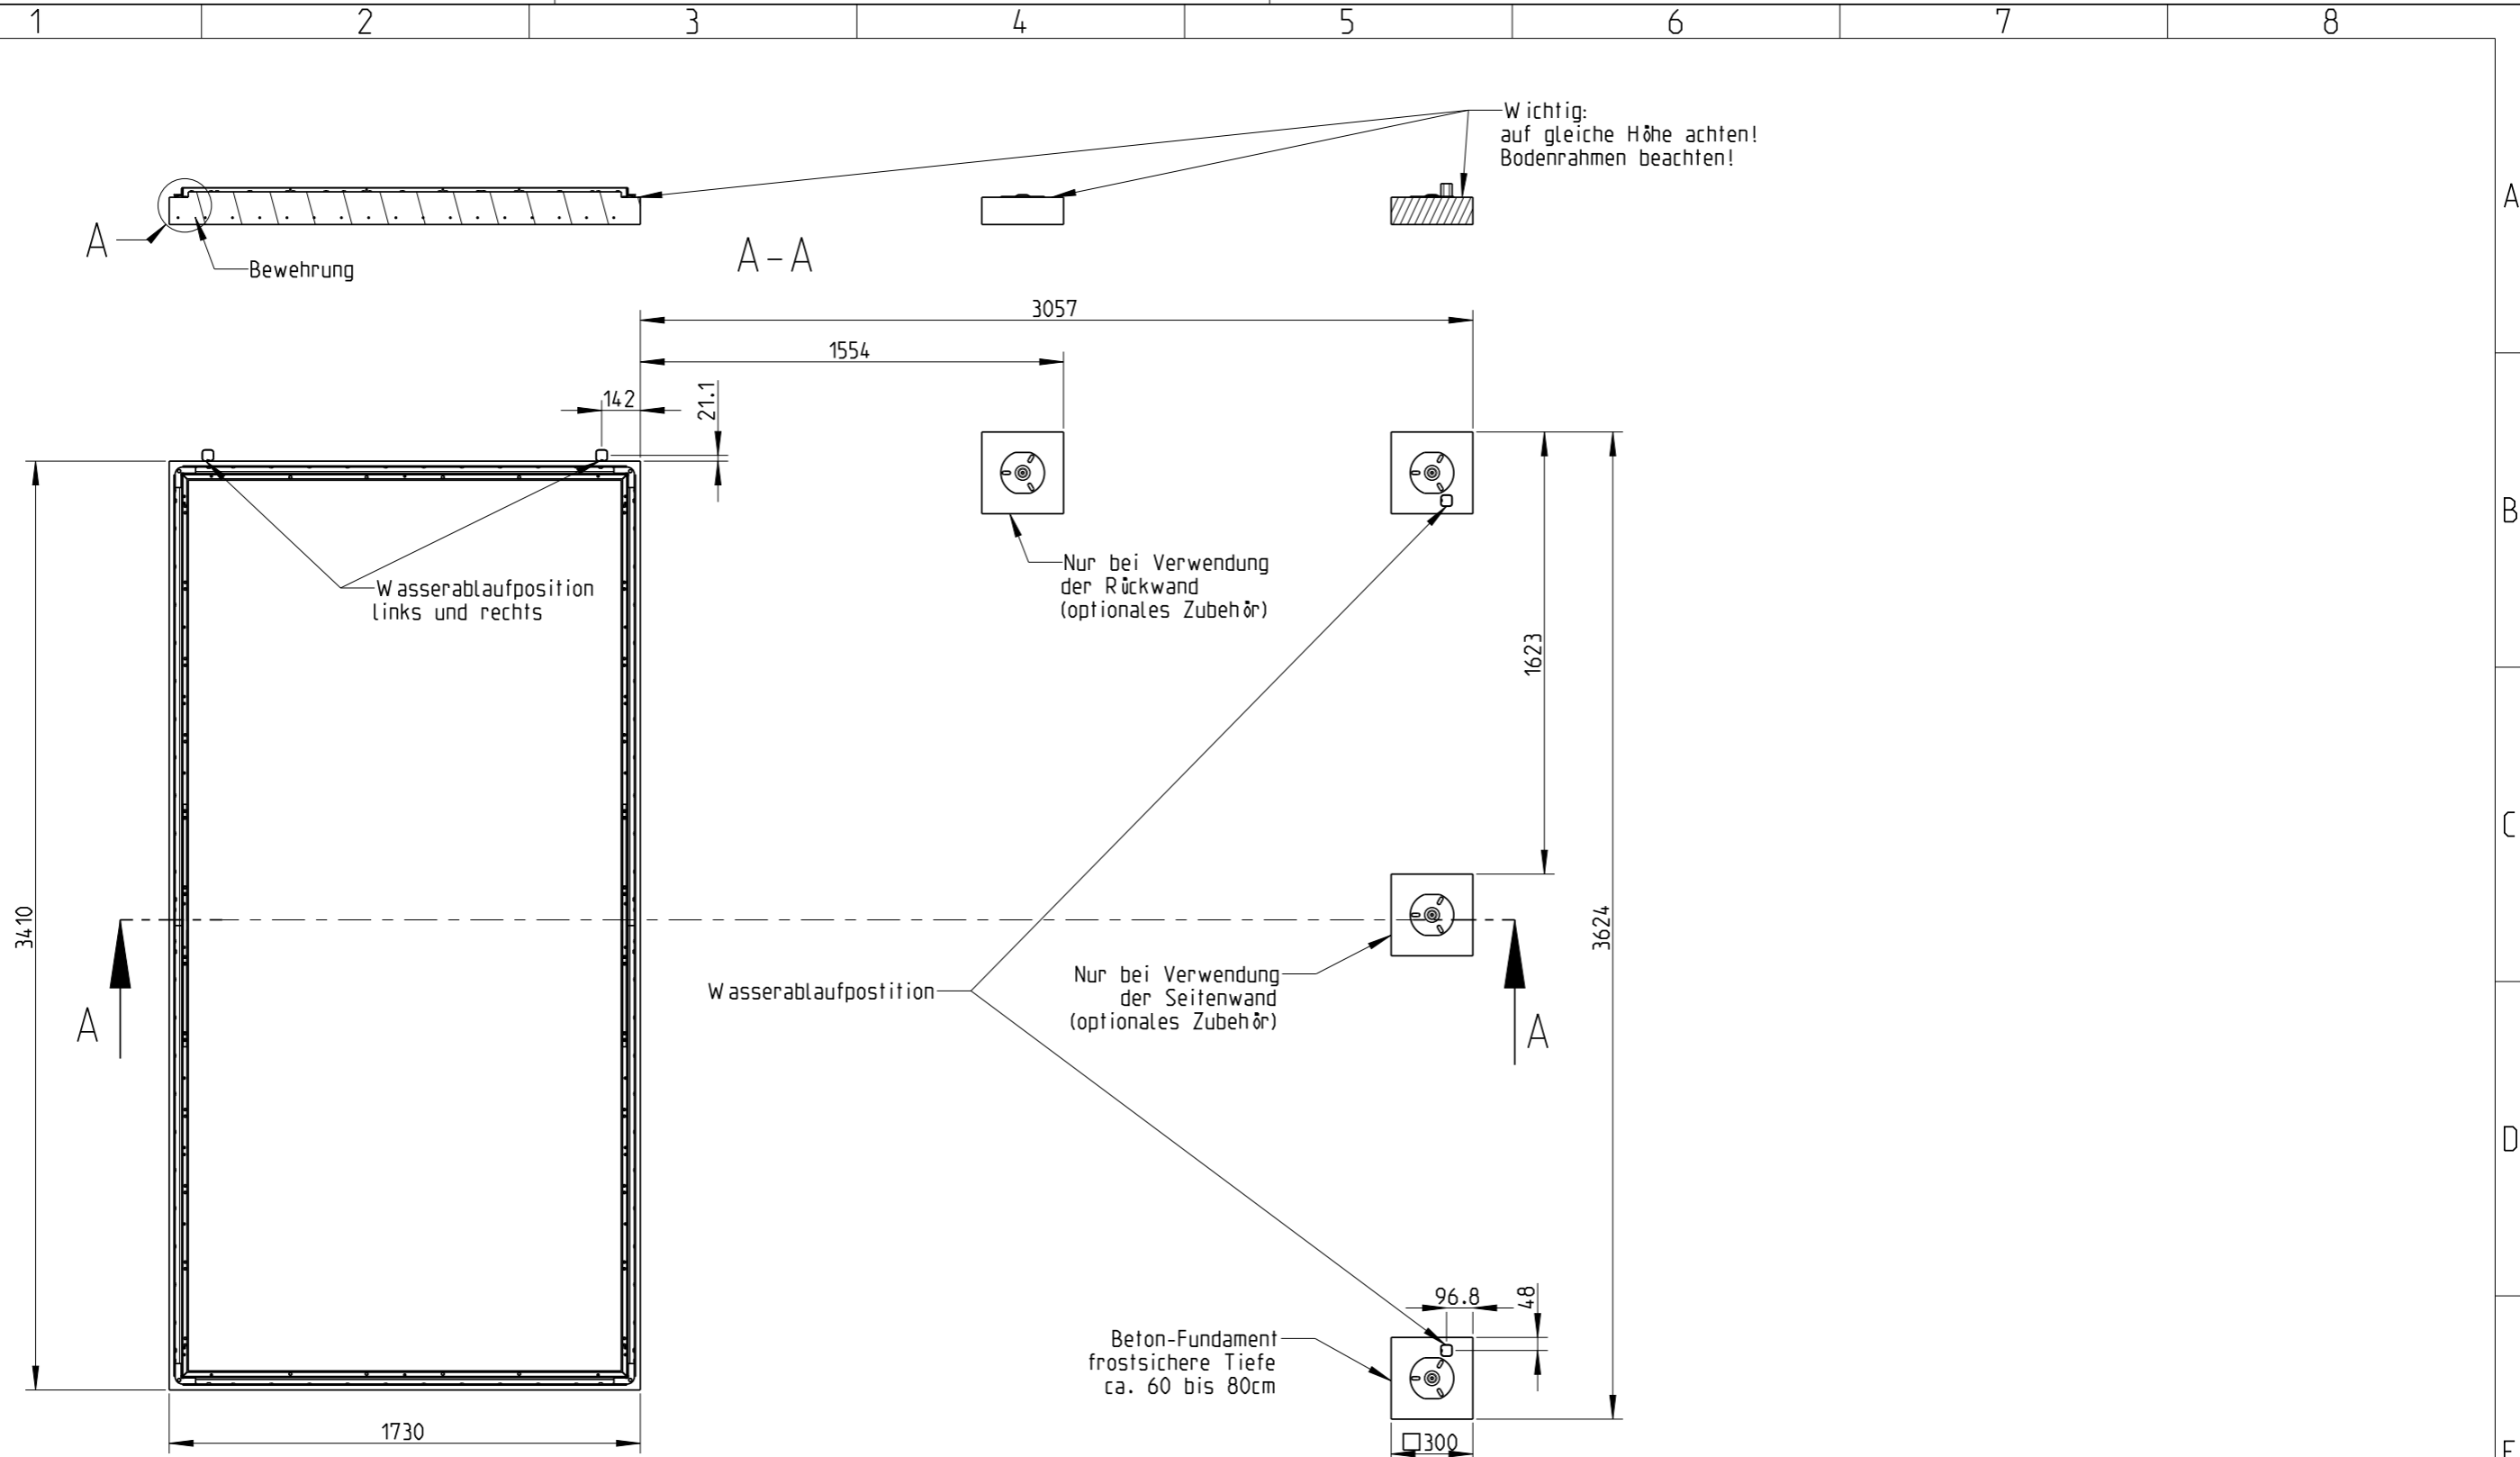 1 2 3 4 5 6 7 8
Wichtig:
auf gleiche Höhe achten!
Bodenrahmen beachten!
A
A
Bewehrung
A-A
3057
1554
142
21.1
B
Nur bei Verwendung
der Rückwand
(optionales Zubehör)
Wasserablaufposition
links und rechts
1623
C
3410
3624
Wasserablaufpostition
Nur bei Verwendung
der Seitenwand
(optionales Zubehör)
A
A
D
96.8
48
Beton-Fundament
frostsichere Tiefe
ca. 60 bis 80cm
1730
□300
E